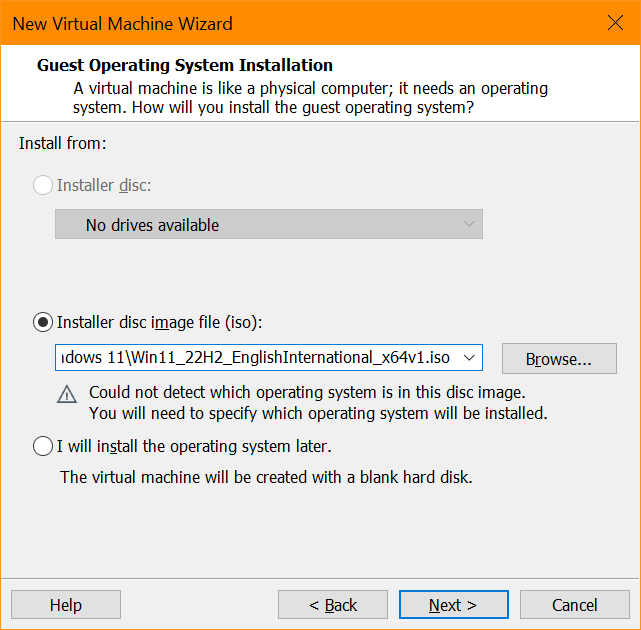 New Virtual Machine Wizard
Guest Operating System Installation
A virtual machine is like a physical computer; it needs an operating
system. How will you install the guest operating system?
Install from:
Installer disc:
No drives available
Installer disc image file (iso):
ndows 11\Win11_22H2_EnglishInternational_x64v1.iso
Browse...
Could not detect which operating system is in this disc image.
You will need to specify which operating system will be installed.
I will install the operating system later.
The virtual machine will be created with a blank hard disk.
Help
< Back
Next >
Cancel